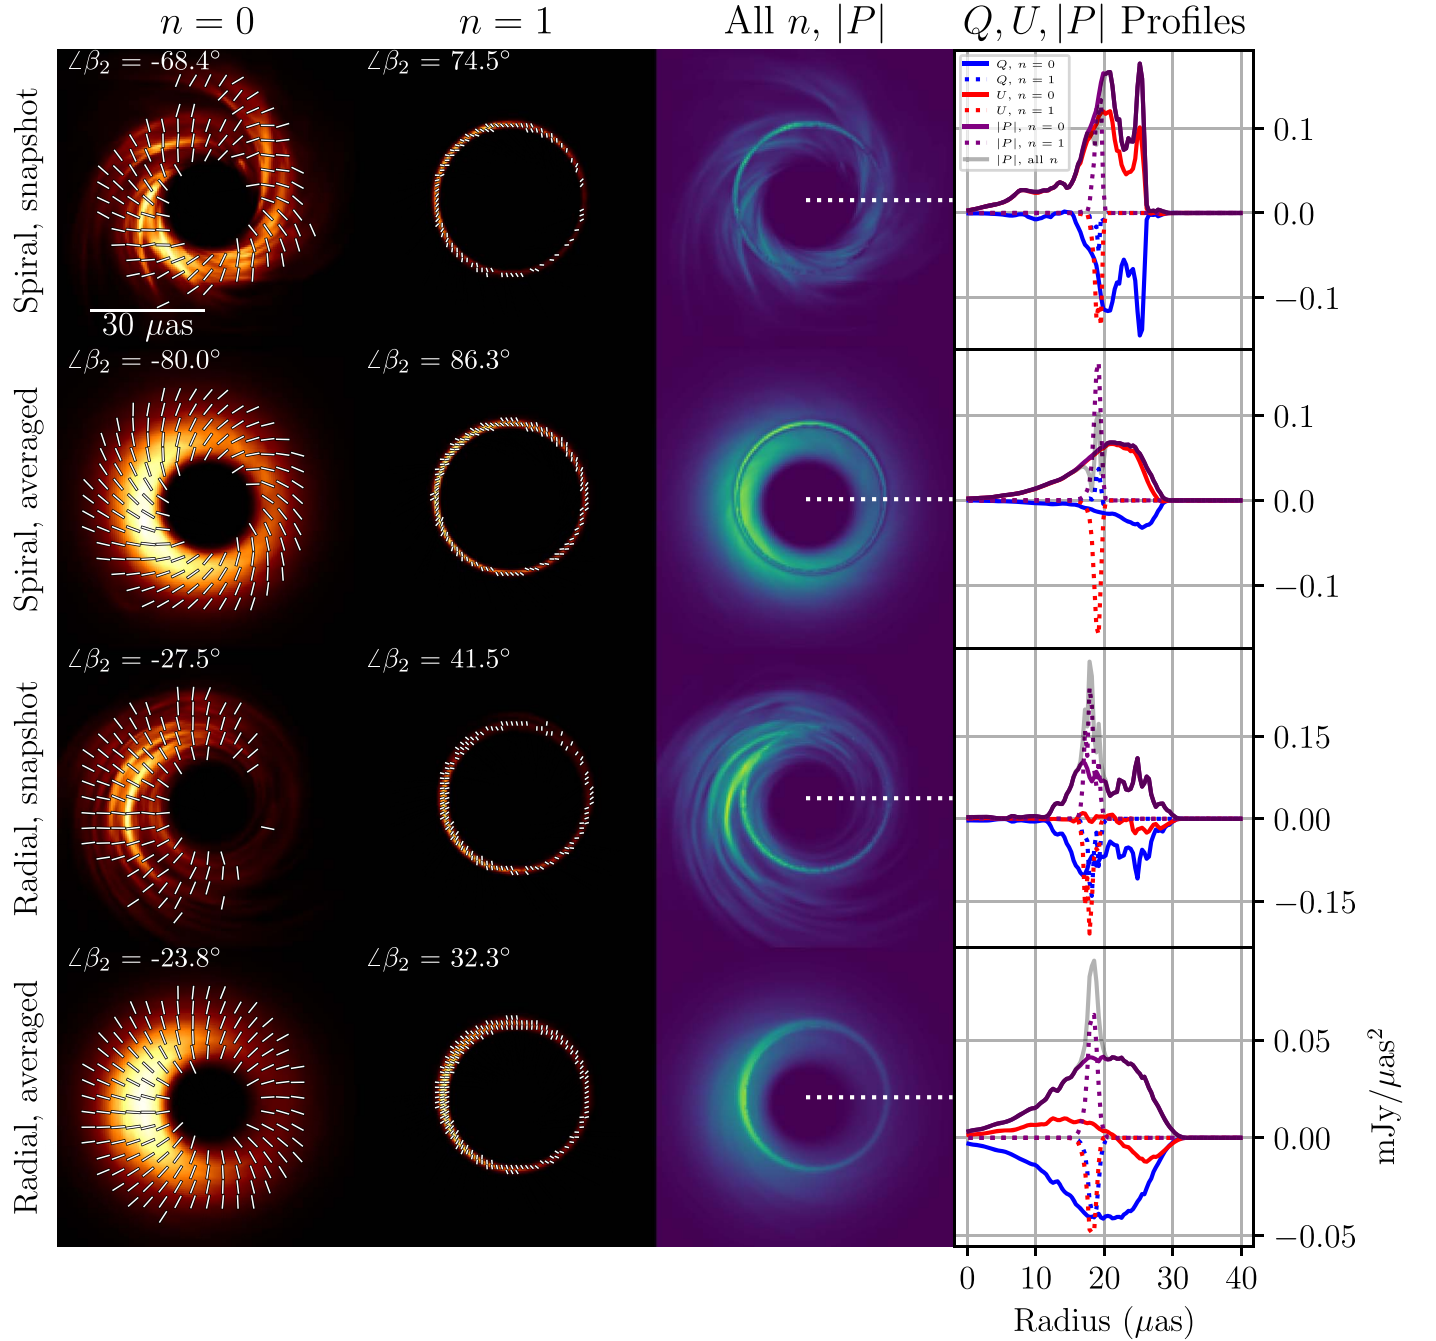 n = 0
n = 1
All n, |P|
Q, U, |P| Profiles
Spiral, snapshot
∠β₂ = -68.4°
∠β₂ = 74.5°
30 μas
Q, n = 0
Q, n = 1
U, n = 0
U, n = 1
|P|, n = 0
|P|, n = 1
|P|, all n
0.1
0.0
−0.1
Spiral, averaged
∠β₂ = -80.0°
∠β₂ = 86.3°
0.1
0.0
−0.1
Radial, snapshot
∠β₂ = -27.5°
∠β₂ = 41.5°
0.15
0.00
−0.15
Radial, averaged
∠β₂ = -23.8°
∠β₂ = 32.3°
0.05
0.00
−0.05
mJy/μas²
0 10 20 30 40
Radius (μas)